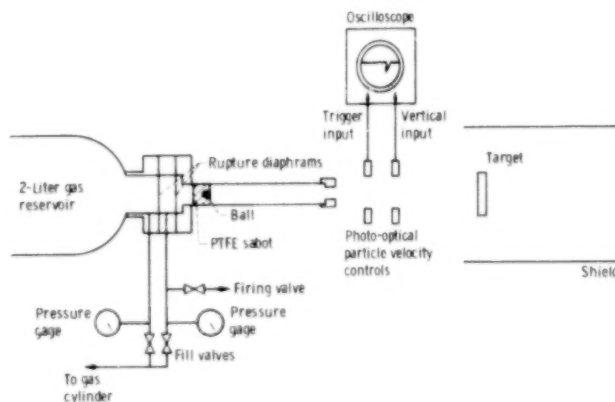 Oscilloscope
Trigger
input
Vertical
input
Target
Rupture diaphrams
2-Liter gas
reservoir
Ball
PTFE sabot
Photo-optical
particle velocity
controls
Shield
Firing valve
Pressure
gage
Pressure
gage
Fill valves
To gas
cylinder